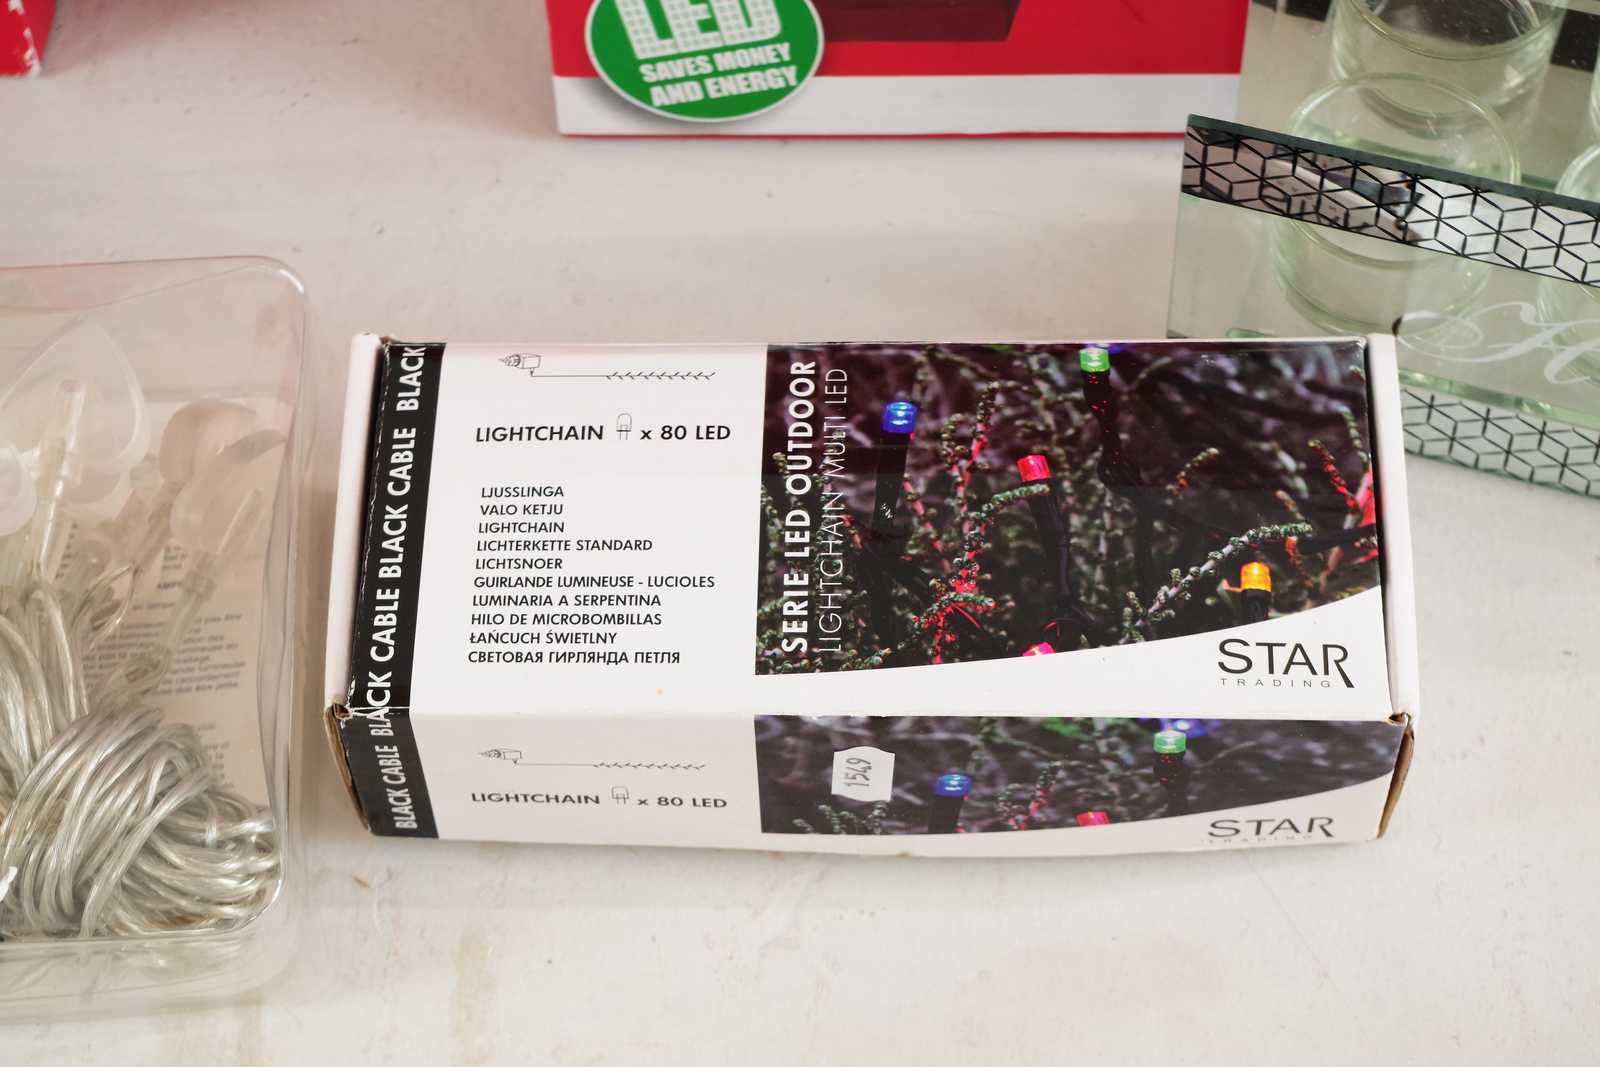 LED
SAVES MONEY
AND ENERGY
BLACK CABLE BLACK CABLE BLACK
LIGHTCHAIN x 80 LED
LJUSSLINGA
VALO KETJU
LIGHTCHAIN
LICHTERKETTE STANDARD
LICHTSNOER
GUIRLANDE LUMINEUSE - LUCIOLES
LUMINARIA A SERPENTINA
HILO DE MICROBOMBILLAS
ŁAŃCUCH ŚWIETLNY
СВЕТОВАЯ ГИРЛЯНДА ПЕТЛЯ
SERIE LED OUTDOOR
LIGHTCHAIN MULTI LED
STAR
TRADING
BLACK CABLE
LIGHTCHAIN x 80 LED
1549
STAR
TRADING